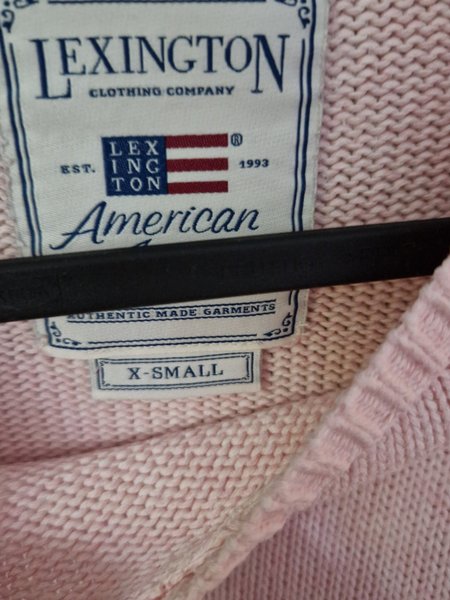 LEXINGTON
CLOTHING COMPANY
LEX
ING
TON
®
EST. 1993
American
AUTHENTIC MADE GARMENTS
X-SMALL